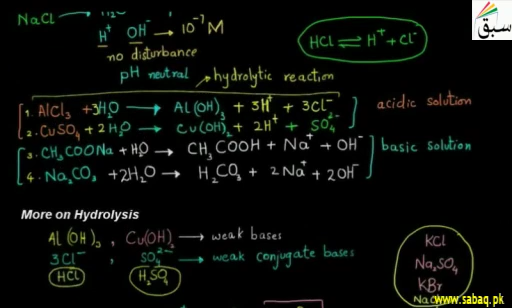 NaCl → H₂O
H⁺ OH⁻ → 10⁻⁷ M
no disturbance
pH neutral
hydrolytic reaction
HCl ⇌ H⁺ + Cl⁻
سبق
1. AlCl₃ + 3H₂O → Al(OH)₃ + 3H⁺ + 3Cl⁻
2. CuSO₄ + 2H₂O → Cu(OH)₂ + 2H⁺ + SO₄²⁻
acidic solution
3. CH₃COONa + H₂O → CH₃COOH + Na⁺ + OH⁻
4. Na₂CO₃ + 2H₂O → H₂CO₃ + 2Na⁺ + 2OH⁻
basic solution
More on Hydrolysis
Al(OH)₃ , Cu(OH)₂ → weak bases
3Cl⁻ , SO₄²⁻ → weak conjugate bases
HCl H₂SO₄
KCl
Na₂SO₄
KBr
www.sabaq.pk